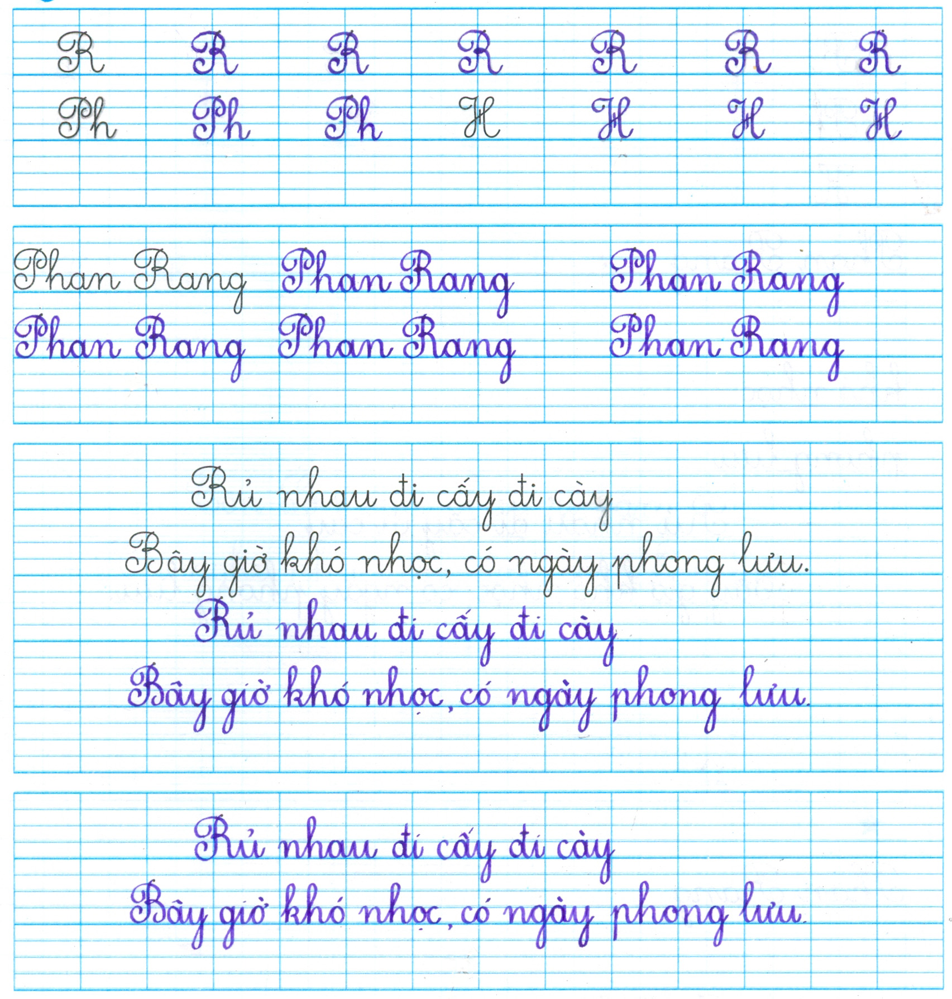 R R R R R R R
Ph Ph Ph H H H H
Phan Rang Phan Rang Phan Rang
Phan Rang Phan Rang Phan Rang
Rủ nhau đi cấy đi cày
Bây giờ khó nhọc, có ngày phong lưu.
Rủ nhau đi cấy đi cày
Bây giờ khó nhọc, có ngày phong lưu.
Rủ nhau đi cấy đi cày
Bây giờ khó nhọc, có ngày phong lưu.